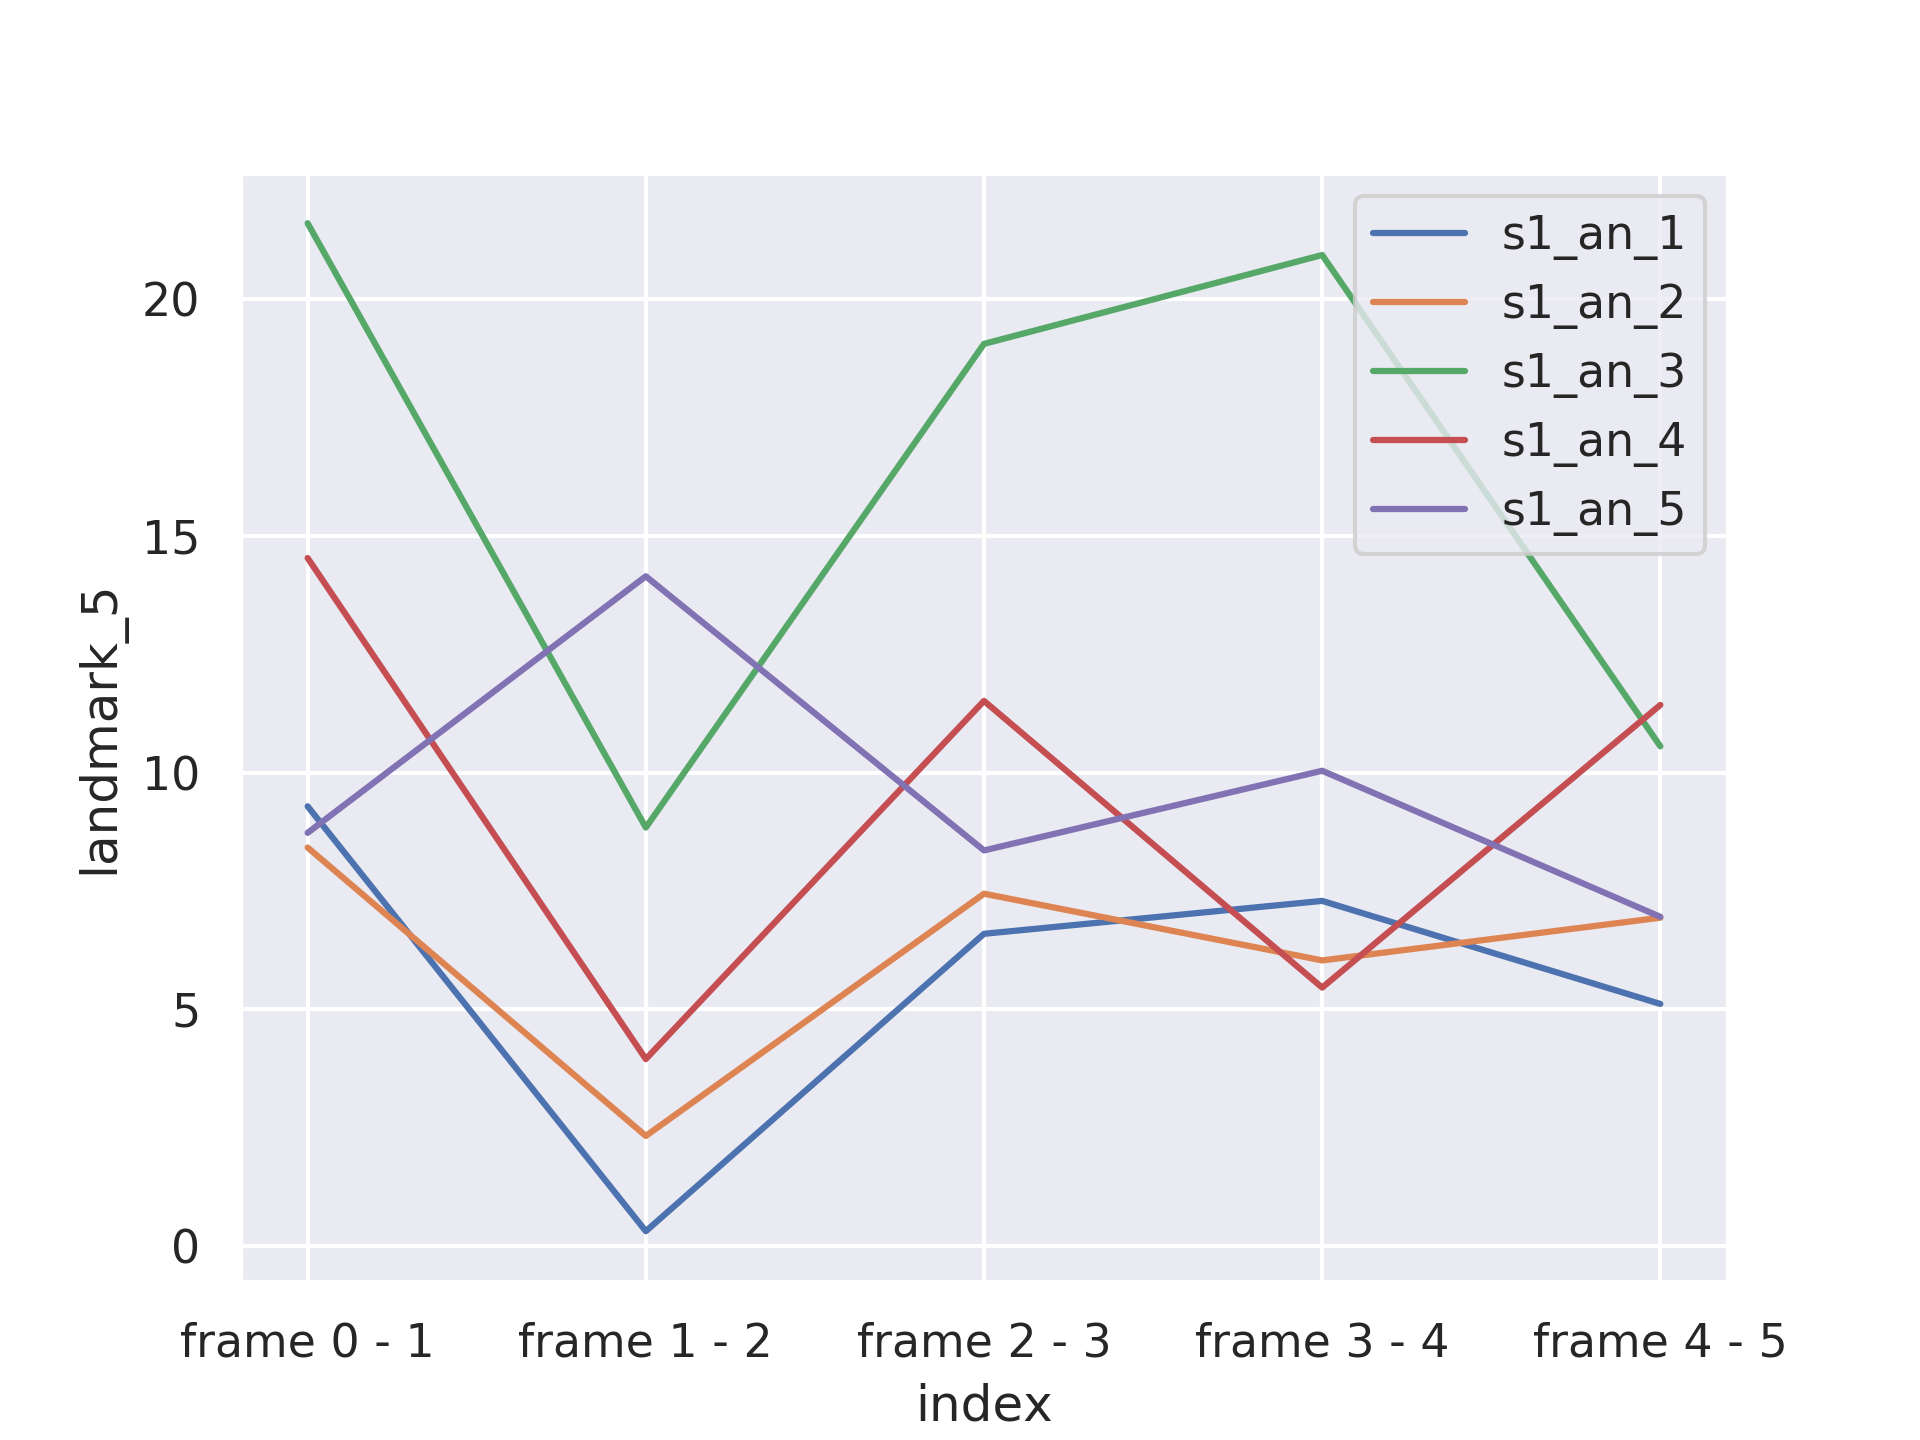 s1_an_1
s1_an_2
s1_an_3
s1_an_4
s1_an_5
landmark_5
20
15
10
5
0
frame 0 - 1
frame 1 - 2
frame 2 - 3
frame 3 - 4
frame 4 - 5
index